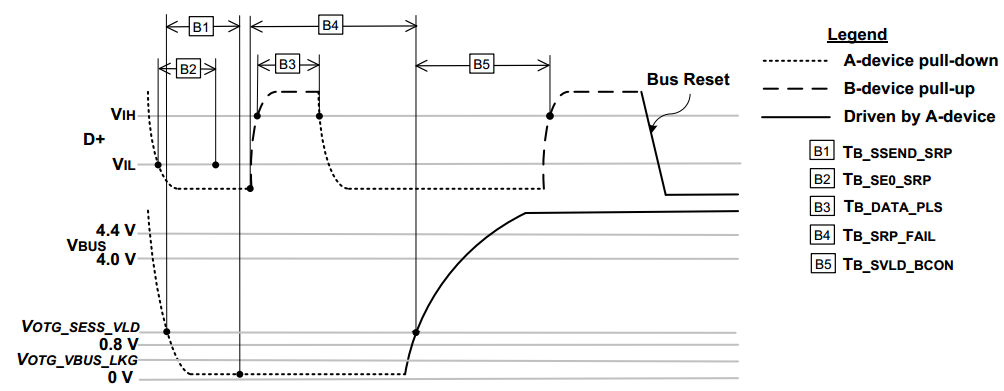 B1
B4
B2
B3
B5
Bus Reset
VIH
D+
VIL
4.4 V
VBUS
4.0 V
VOTG_SESS_VLD
0.8 V
VOTG_VBUS_LKG
0 V
Legend
A-device pull-down
B-device pull-up
Driven by A-device
B1 TB_SSEND_SRP
B2 TB_SE0_SRP
B3 TB_DATA_PLS
B4 TB_SRP_FAIL
B5 TB_SVLD_BCON